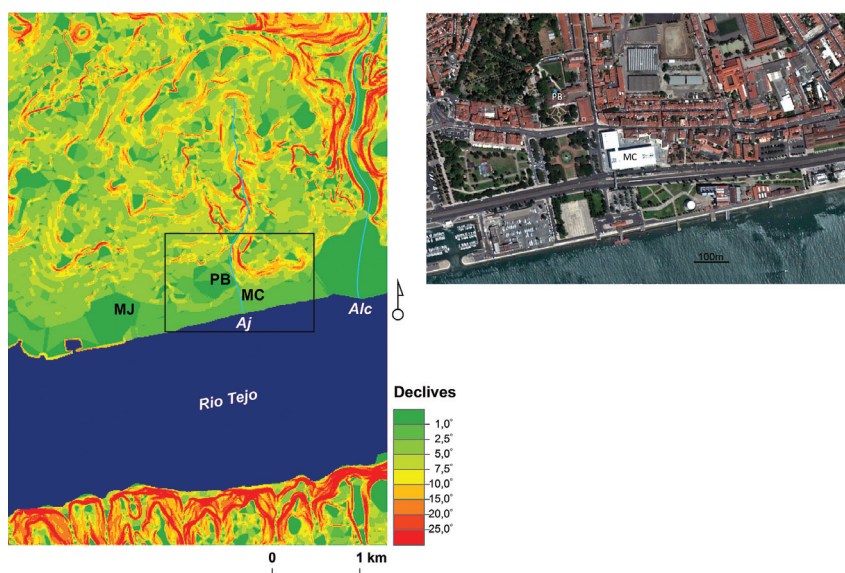 PB
MC
MJ
Aj
Alc
Rio Tejo
0
1 km
Declives
1,0°
2,5°
5,0°
7,5°
10,0°
15,0°
20,0°
25,0°
PB
MC
100m